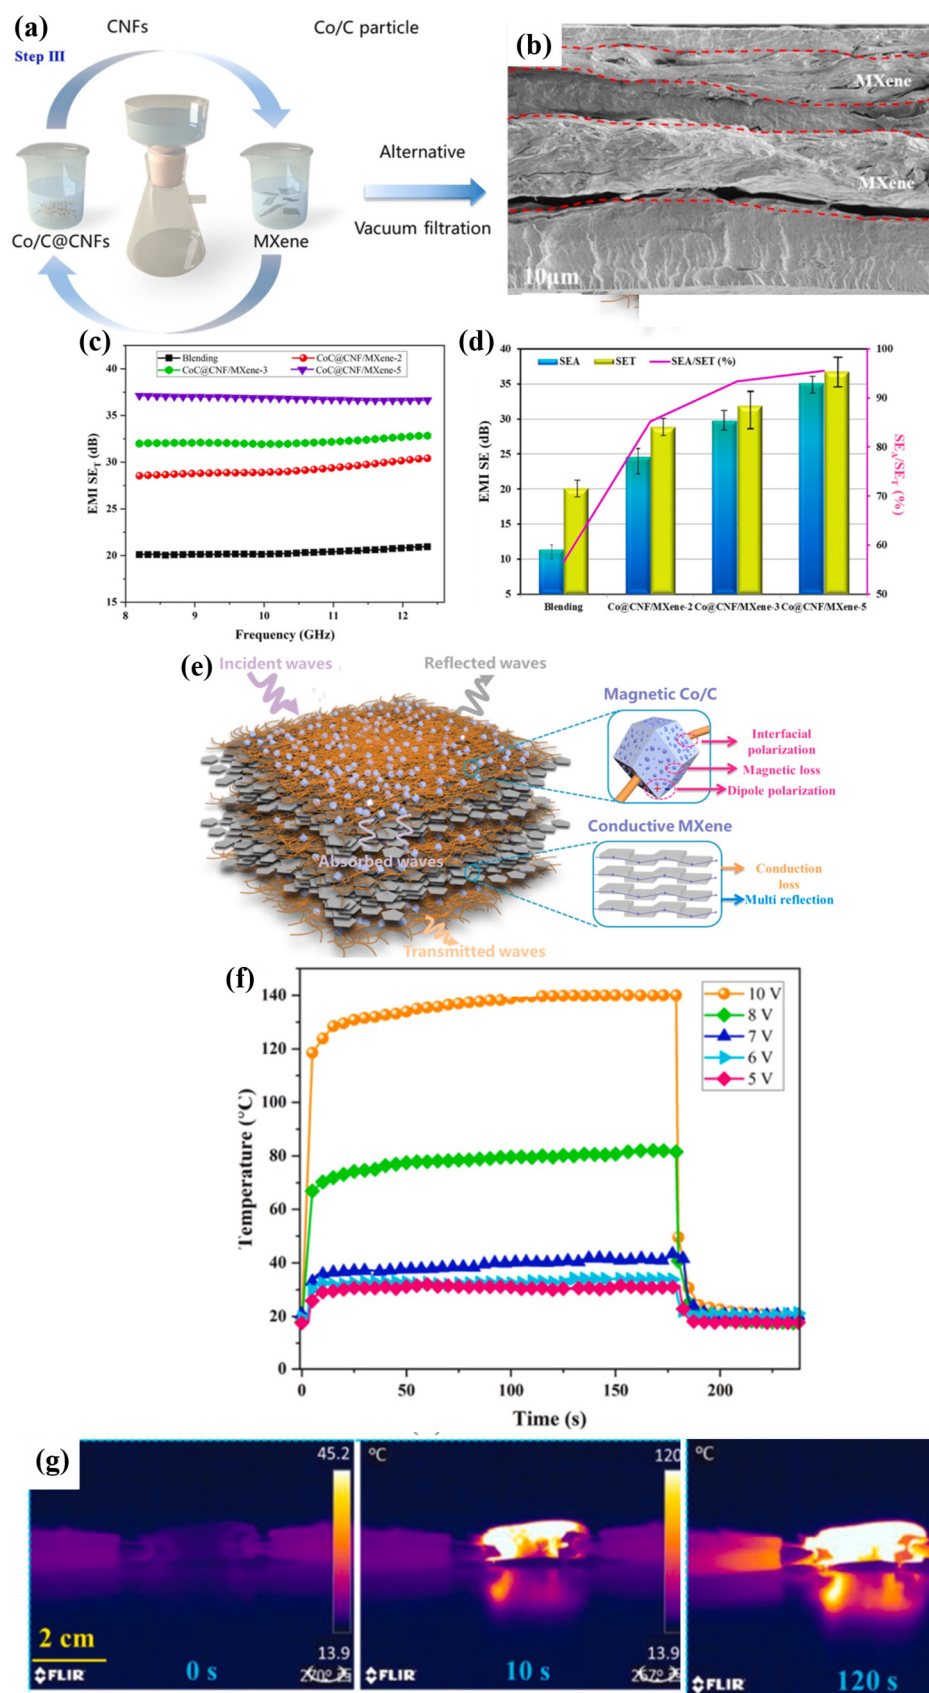 (a)
CNFs
Co/C particle
Step III
Alternative
Vacuum filtration
Co/C@CNFs
MXene
(b)
MXene
MXene
10μm
(c)
Blending
CoC@CNF/MXene-2
CoC@CNF/MXene-3
CoC@CNF/MXene-5
40
35
30
25
20
15
EMI SE_T (dB)
8
9
10
11
12
Frequency (GHz)
(d)
SEA
SET
SEA/SET (%)
40
35
30
25
20
15
10
5
EMI SE (dB)
100
90
80
70
60
50
SE_A/SE_T (%)
Blending
Co@CNF/MXene-2
Co@CNF/MXene-3
Co@CNF/MXene-5
(e)
Incident waves
Reflected waves
Magnetic Co/C
Interfacial
polarization
Magnetic loss
Dipole polarization
Absorbed waves
Conductive MXene
Conduction
loss
Multi reflection
Transmitted waves
(f)
10 V
8 V
7 V
6 V
5 V
140
120
100
80
60
40
20
0
Temperature (°C)
0
50
100
150
200
Time (s)
(g)
45.2
°C
120
°C
2 cm
13.9
13.9
FLIR
0 s
FLIR
10 s
FLIR
120 s